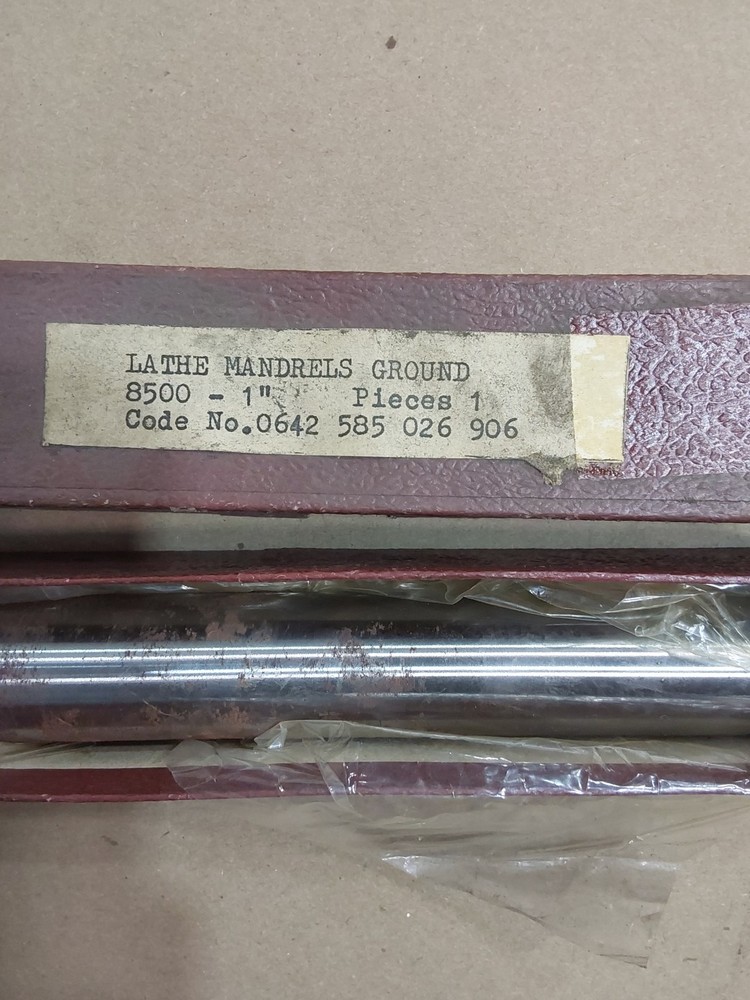 LATHE MANDRELS GROUND
8500 - 1" Pieces 1
Code No.0642 585 026 906